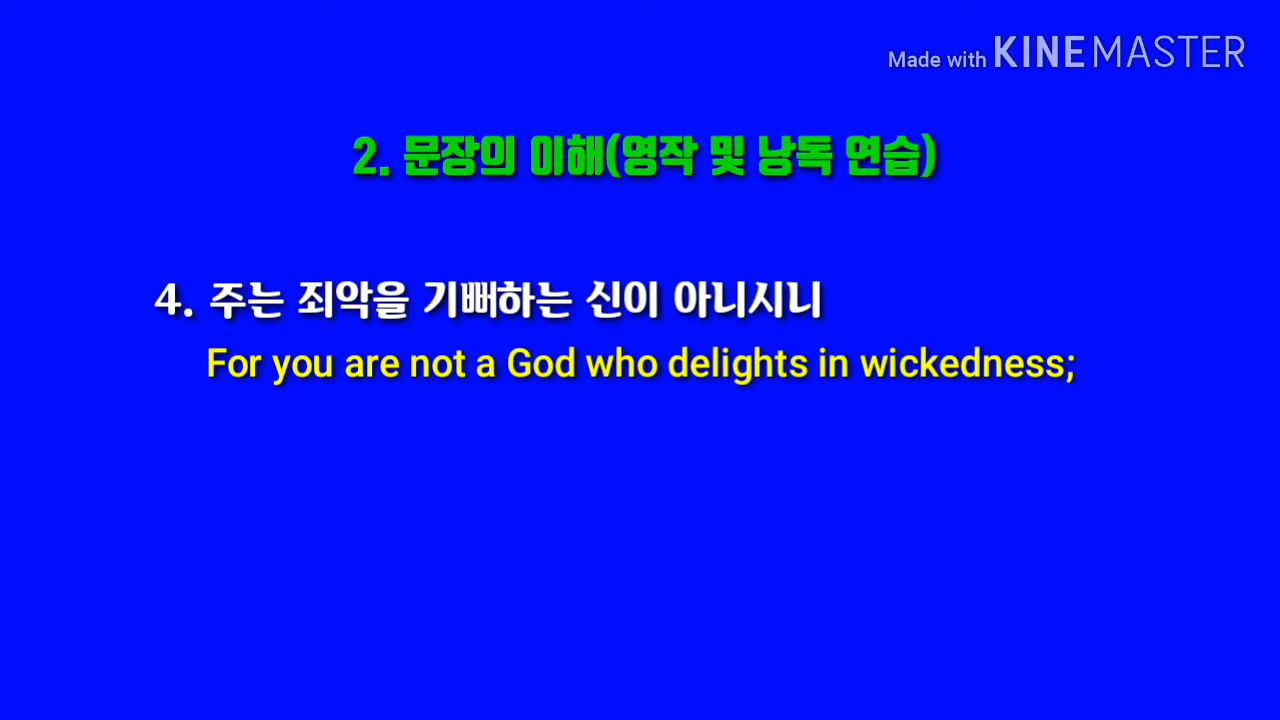 Made with KINEMASTER
2. 문장의 이해(영작 및 낭독 연습)
4. 주는 죄악을 기뻐하는 신이 아니시니
For you are not a God who delights in wickedness;